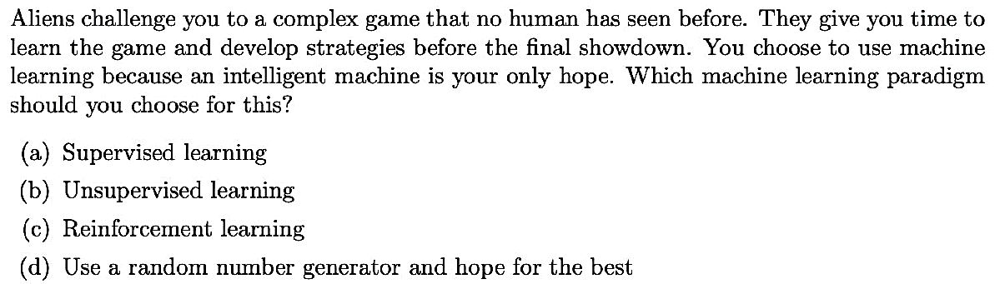 Aliens challenge you to a complex game that no human has seen before. They give you time to
learn the game and develop strategies before the final showdown. You choose to use machine
learning because an intelligent machine is your only hope. Which machine learning paradigm
should you choose for this?
(a) Supervised learning
(b) Unsupervised learning
(c) Reinforcement learning
(d) Use a random number generator and hope for the best